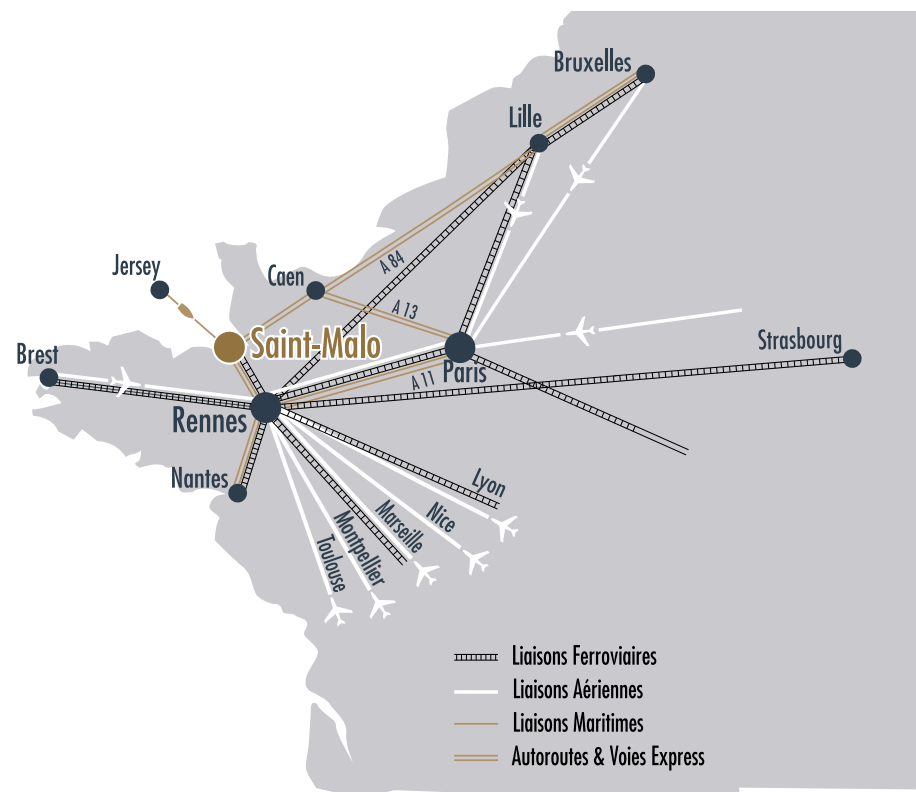 Bruxelles
Lille
Jersey
Caen
A 84
A 13
Saint-Malo
Strasbourg
Brest
Paris
A 11
Rennes
Nantes
Lyon
Nice
Marseille
Montpellier
Toulouse
Liaisons Ferroviaires
Liaisons Aériennes
Liaisons Maritimes
Autoroutes & Voies Express